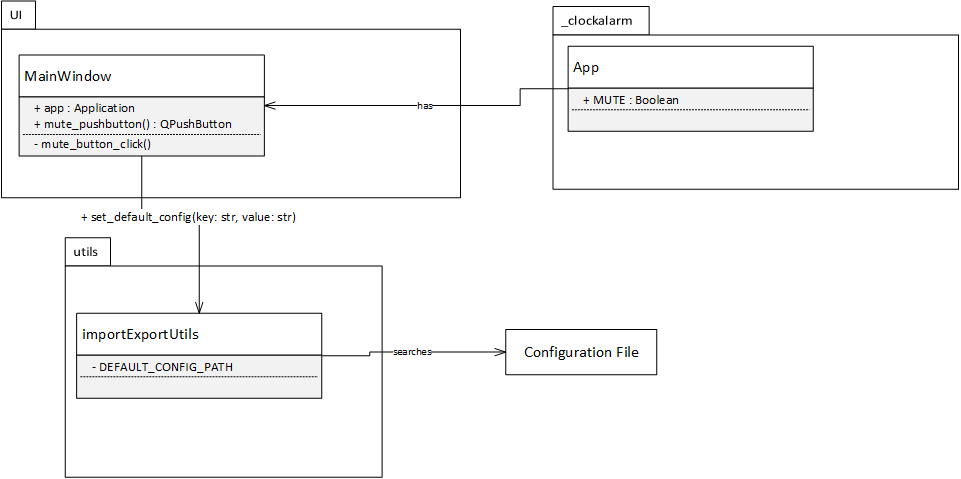 UI
_clockalarm
MainWindow
+ app : Application
+ mute_pushbutton() : QPushButton
- mute_button_click()
has
App
+ MUTE : Boolean
+ set_default_config(key: str, value: str)
utils
importExportUtils
- DEFAULT_CONFIG_PATH
searches
Configuration File